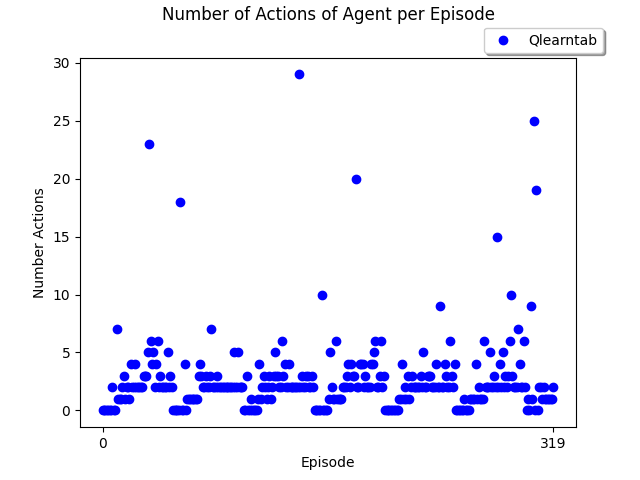 Number of Actions of Agent per Episode
Qlearntab
30
25
20
15
10
5
0
Number Actions
0
319
Episode